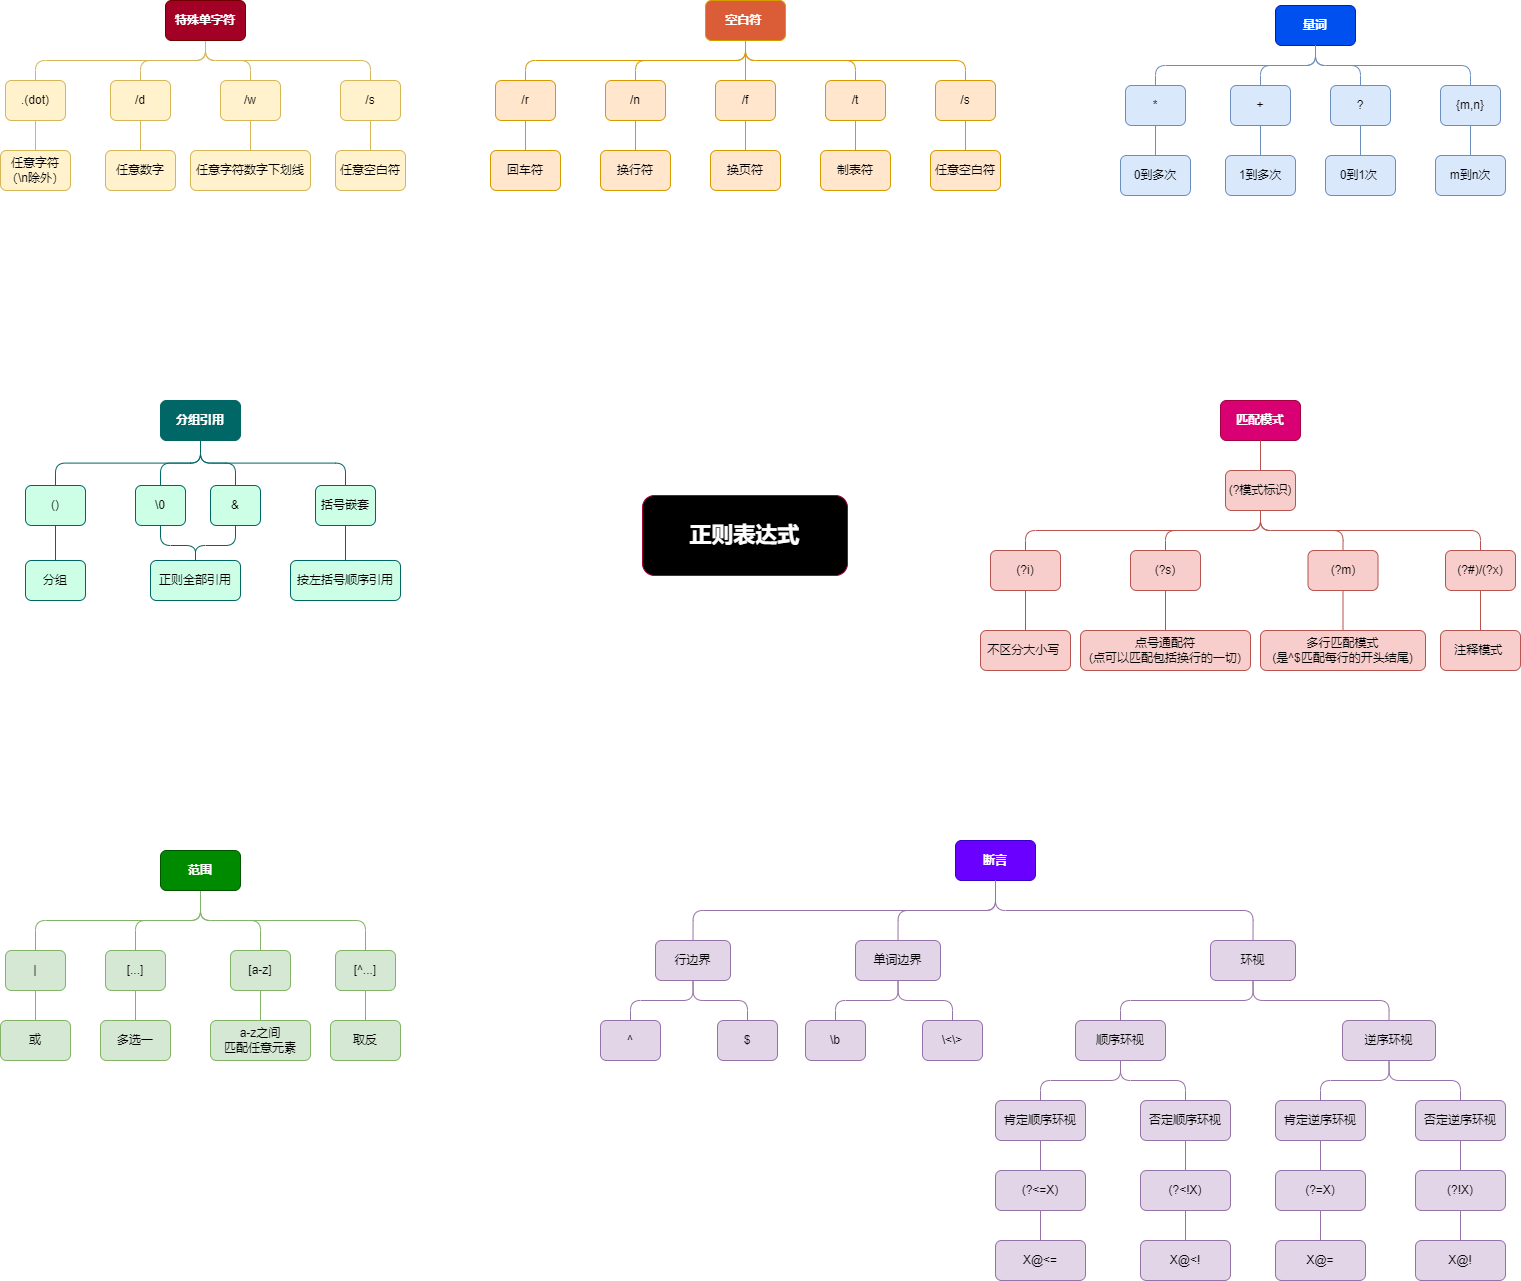 特殊单字符
.(dot)
/d
/w
/s
任意字符
(\n除外)
任意数字
任意字符数字下划线
任意空白符
空白符
/r
/n
/f
/t
/s
回车符
换行符
换页符
制表符
任意空白符
量词
*
+
?
{m,n}
0到多次
1到多次
0到1次
m到n次
分组引用
()
\0
&
括号嵌套
分组
正则全部引用
按左括号顺序引用
正则表达式
匹配模式
(?模式标识)
(?i)
(?s)
(?m)
(?#)/(?x)
不区分大小写
点号通配符
(点可以匹配包括换行的一切)
多行匹配模式
(是^$匹配每行的开头结尾)
注释模式
范围
|
[...]
[a-z]
[^...]
或
多选一
a-z之间
匹配任意元素
取反
断言
行边界
单词边界
环视
^
$
\b
\<\>
顺序环视
逆序环视
肯定顺序环视
否定顺序环视
肯定逆序环视
否定逆序环视
(?<=X)
(?<!X)
(?=X)
(?!X)
X@<=
X@<!
X@=
X@!